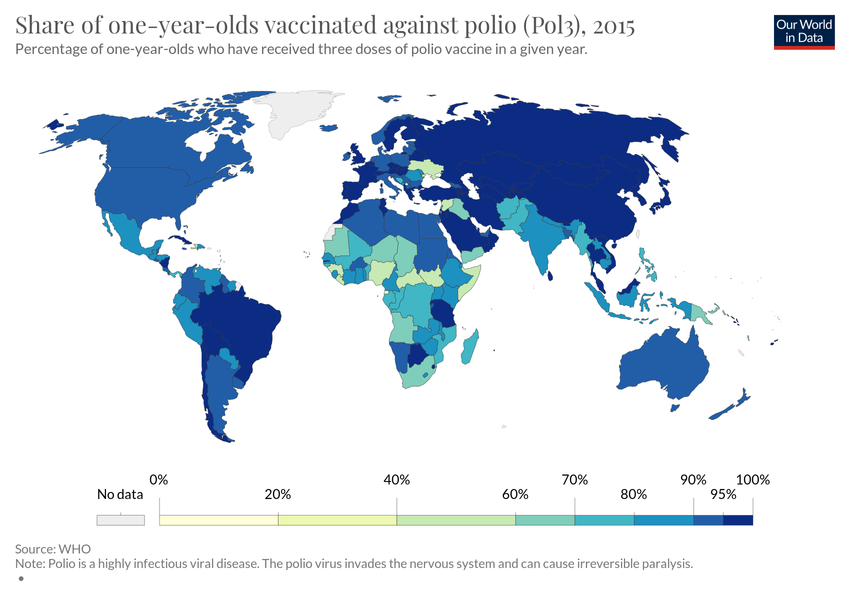 Share of one-year-olds vaccinated against polio (Pol3), 2015
Our World
in Data
Percentage of one-year-olds who have received three doses of polio vaccine in a given year.
0% 40% 70% 90% 100%
No data 20% 60% 80% 95%
Source: WHO
Note: Polio is a highly infectious viral disease. The polio virus invades the nervous system and can cause irreversible paralysis.
•